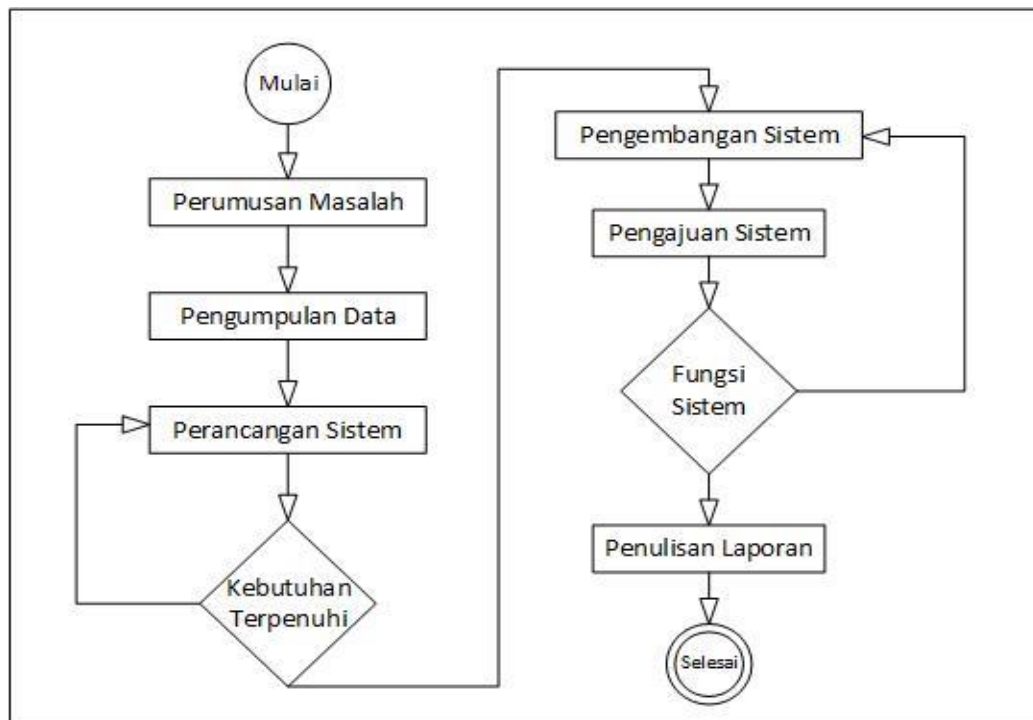 Mulai
Perumusan Masalah
Pengumpulan Data
Perancangan Sistem
Kebutuhan
Terpenuhi
Pengembangan Sistem
Pengajuan Sistem
Fungsi
Sistem
Penulisan Laporan
Selesai